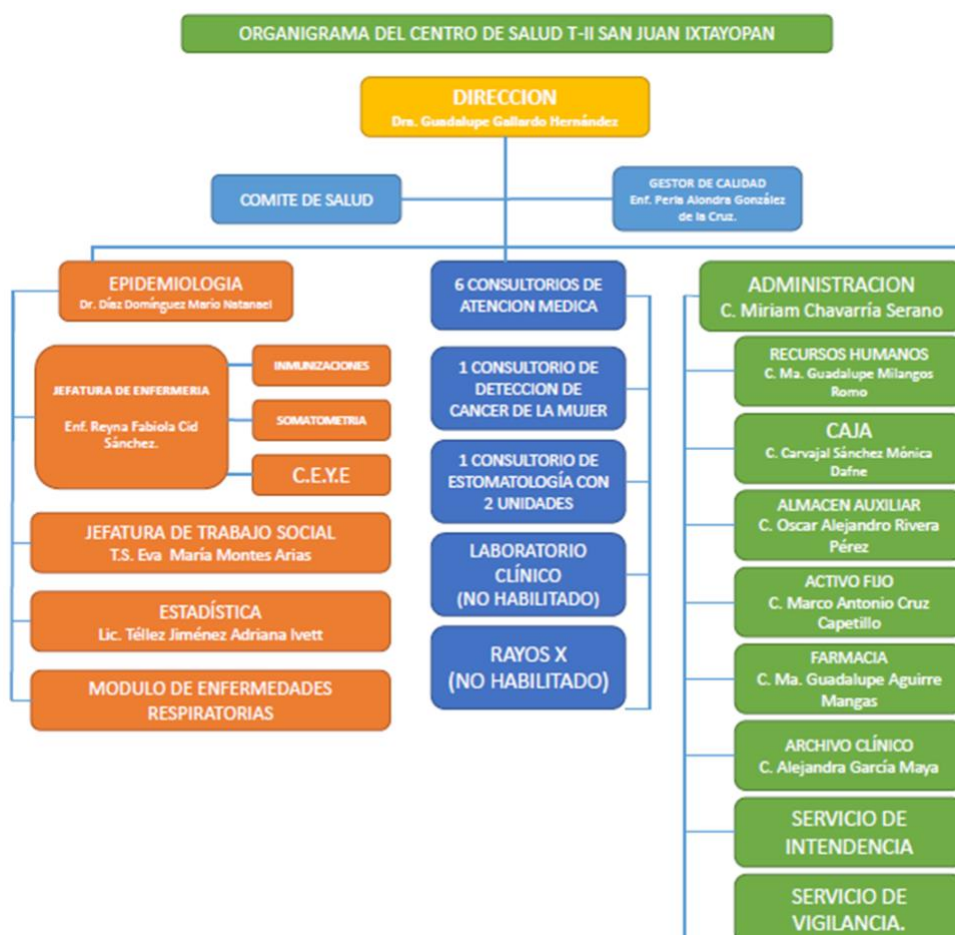 ORGANIGRAMA DEL CENTRO DE SALUD T-II SAN JUAN IXTAYOPAN
DIRECCION
Dra. Guadalupe Gallardo Hernández
COMITE DE SALUD
GESTOR DE CALIDAD
Enf. Perla Alondra González
de la Cruz.
EPIDEMIOLOGIA
Dr. Díaz Domínguez Mario Natanael
JEFATURA DE ENFERMERIA
Enf. Reyna Fabiola Cid
Sánchez.
INMUNIZACIONES
SOMATOMETRIA
C.E.Y.E
JEFATURA DE TRABAJO SOCIAL
T.S. Eva María Montes Arias
ESTADÍSTICA
Lic. Téllez Jiménez Adriana Ivett
MODULO DE ENFERMEDADES
RESPIRATORIAS
6 CONSULTORIOS DE
ATENCION MEDICA
1 CONSULTORIO DE
DETECCION DE
CANCER DE LA MUJER
1 CONSULTORIO DE
ESTOMATOLOGÍA CON
2 UNIDADES
LABORATORIO
CLÍNICO
(NO HABILITADO)
RAYOS X
(NO HABILITADO)
ADMINISTRACION
C. Miriam Chavarría Serano
RECURSOS HUMANOS
C. Ma. Guadalupe Milangos
Romo
CAJA
C. Carvajal Sánchez Mónica
Dafne
ALMACEN AUXILIAR
C. Oscar Alejandro Rivera
Pérez
ACTIVO FIJO
C. Marco Antonio Cruz
Capetillo
FARMACIA
C. Ma. Guadalupe Aguirre
Mangas
ARCHIVO CLÍNICO
C. Alejandra García Maya
SERVICIO DE
INTENDENCIA
SERVICIO DE
VIGILANCIA.